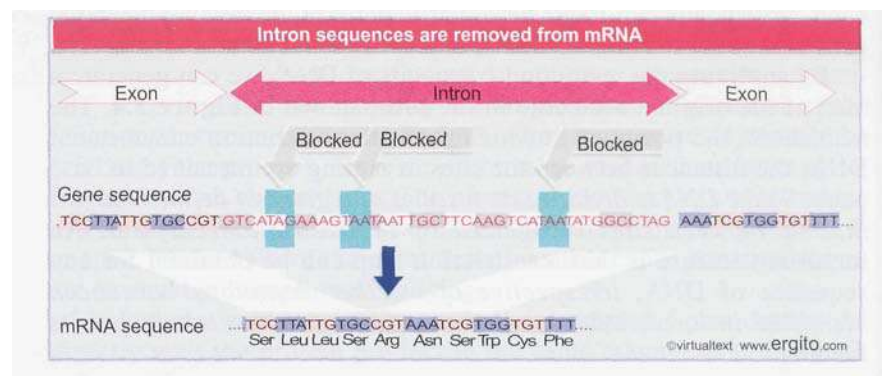 Intron sequences are removed from mRNA
Exon Intron Exon
Blocked Blocked Blocked
Gene sequence
.TCCTTATTGTGCCGTGTCATAGAAAGTAATAATTGCTTCAAGTCATAATATGGCCTAG AAATCGTGGTGTTTT...
mRNA sequence ...TCCTTATTGTGCCGTAAATCGTGGTGTTTT...
Ser Leu Leu Ser Arg Asn Ser Trp Cys Phe
©virtualtext www.ergito.com